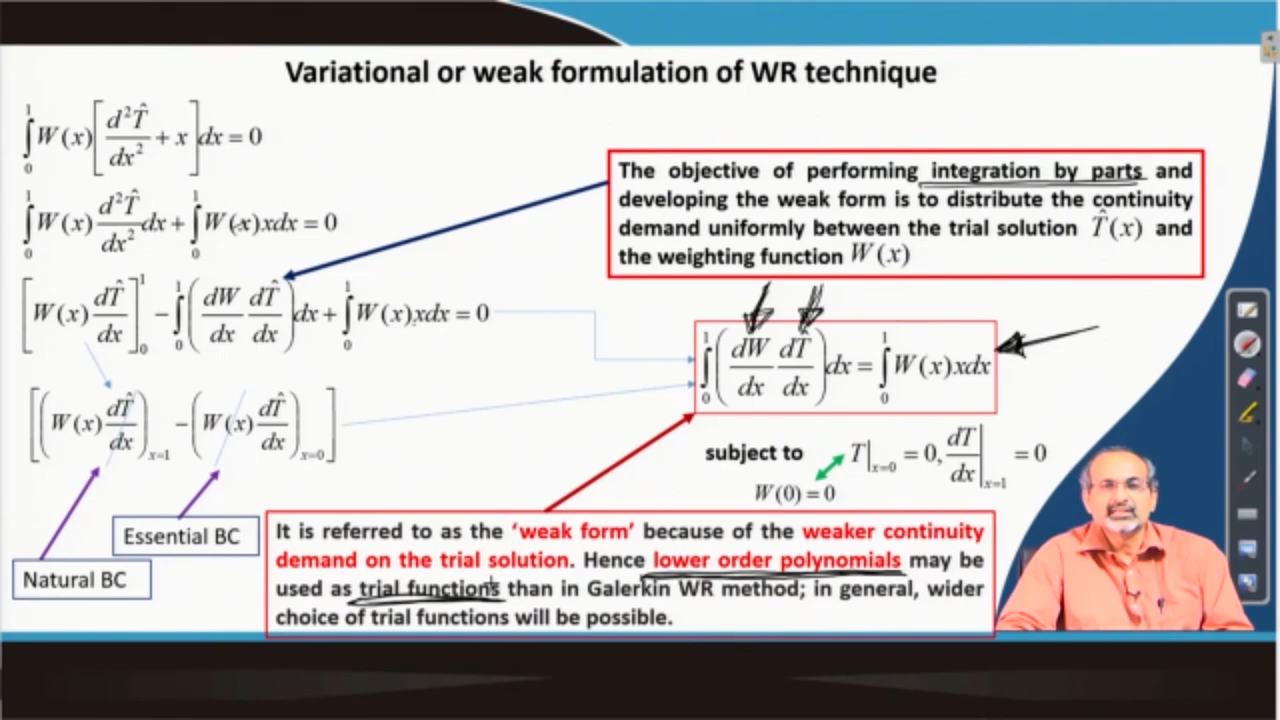 Variational or weak formulation of WR technique
∫₀¹ W(x) [d²T̂/dx² + x] dx = 0
∫₀¹ W(x) d²T̂/dx² dx + ∫₀¹ W(x)xdx = 0
[W(x) dT̂/dx]₀¹ − ∫₀¹ (dW/dx dT̂/dx) dx + ∫₀¹ W(x)xdx = 0
[(W(x) dT̂/dx)ₓ₌₁ − (W(x) dT̂/dx)ₓ₌₀]
Essential BC
Natural BC
The objective of performing integration by parts and
developing the weak form is to distribute the continuity
demand uniformly between the trial solution T̂(x) and
the weighting function W(x)
∫₀¹ (dW/dx dT̂/dx) dx = ∫₀¹ W(x)xdx
subject to T|ₓ₌₀ = 0, dT/dx|ₓ₌₁ = 0
W(0) = 0
It is referred to as the ‘weak form’ because of the weaker continuity
demand on the trial solution. Hence lower order polynomials may be
used as trial functions than in Galerkin WR method; in general, wider
choice of trial functions will be possible.